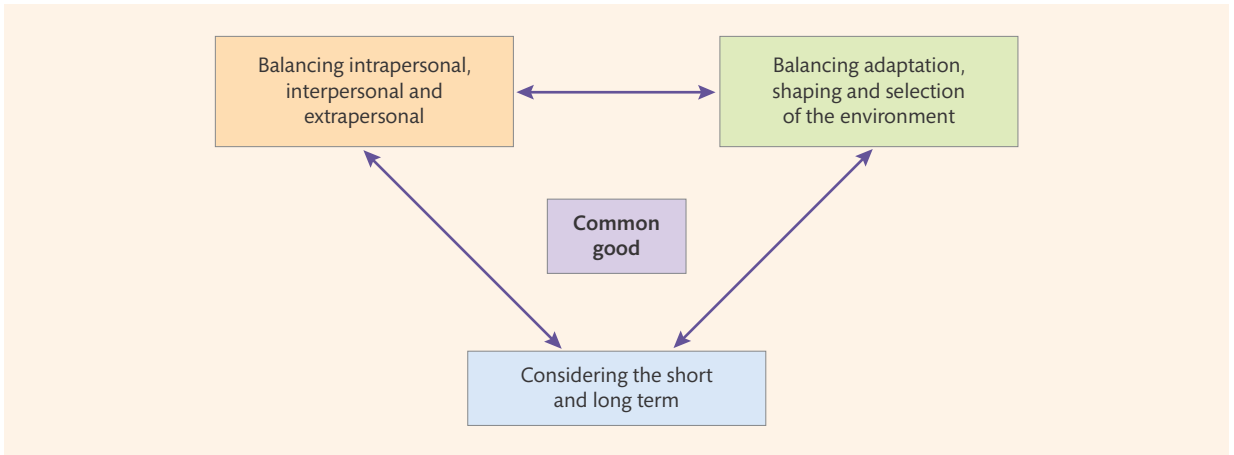 Balancing intrapersonal,
interpersonal and
extrapersonal
Balancing adaptation,
shaping and selection
of the environment
Common
good
Considering the short
and long term